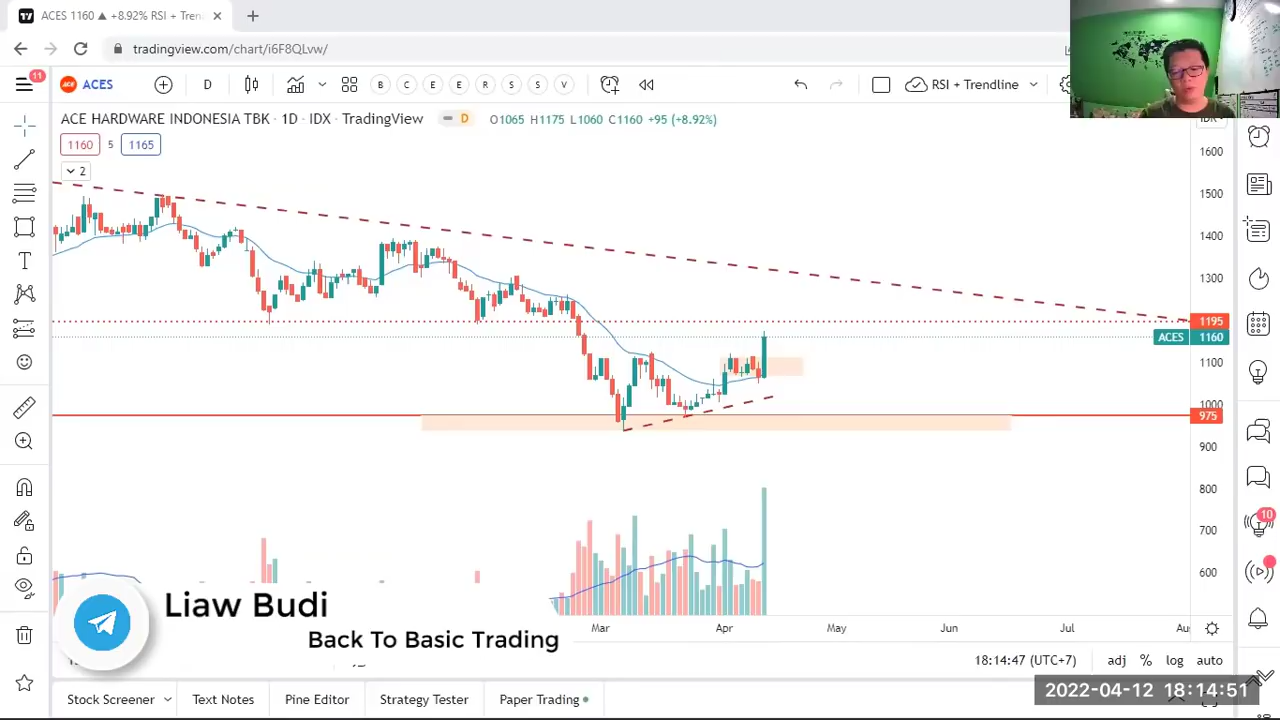 ACES 1160 ▲ +8.92% RSI + Tren
tradingview.com/chart/i6F8QLvw/
11
ACES
D
B C E E R S S V
RSI + Trendline
ACE HARDWARE INDONESIA TBK · 1D · IDX · TradingView
D
O1065 H1175 L1060 C1160 +95 (+8.92%)
1160 5 1165
2
1600
1500
1400
1300
1195
ACES 1160
1100
1000
975
900
800
700
600
10
Liaw Budi
Back To Basic Trading
Mar Apr May Jun Jul
18:14:47 (UTC+7) adj % log auto
2022-04-12 18:14:51
Stock Screener Text Notes Pine Editor Strategy Tester Paper Trading